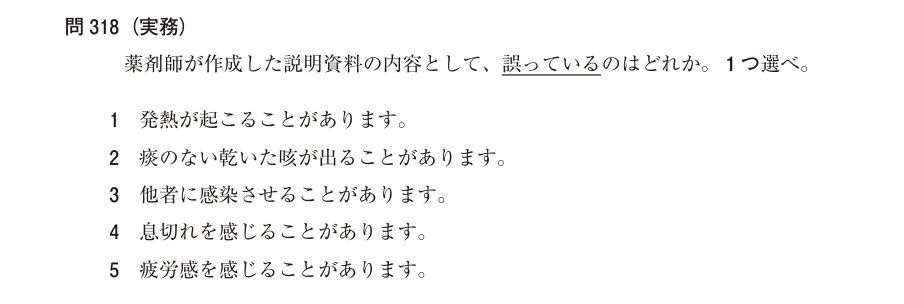 問 318（実務）
薬剤師が作成した説明資料の内容として、誤っているのはどれか。1つ選べ。
1 発熱が起こることがあります。
2 痰のない乾いた咳が出ることがあります。
3 他者に感染させることがあります。
4 息切れを感じることがあります。
5 疲労感を感じることがあります。